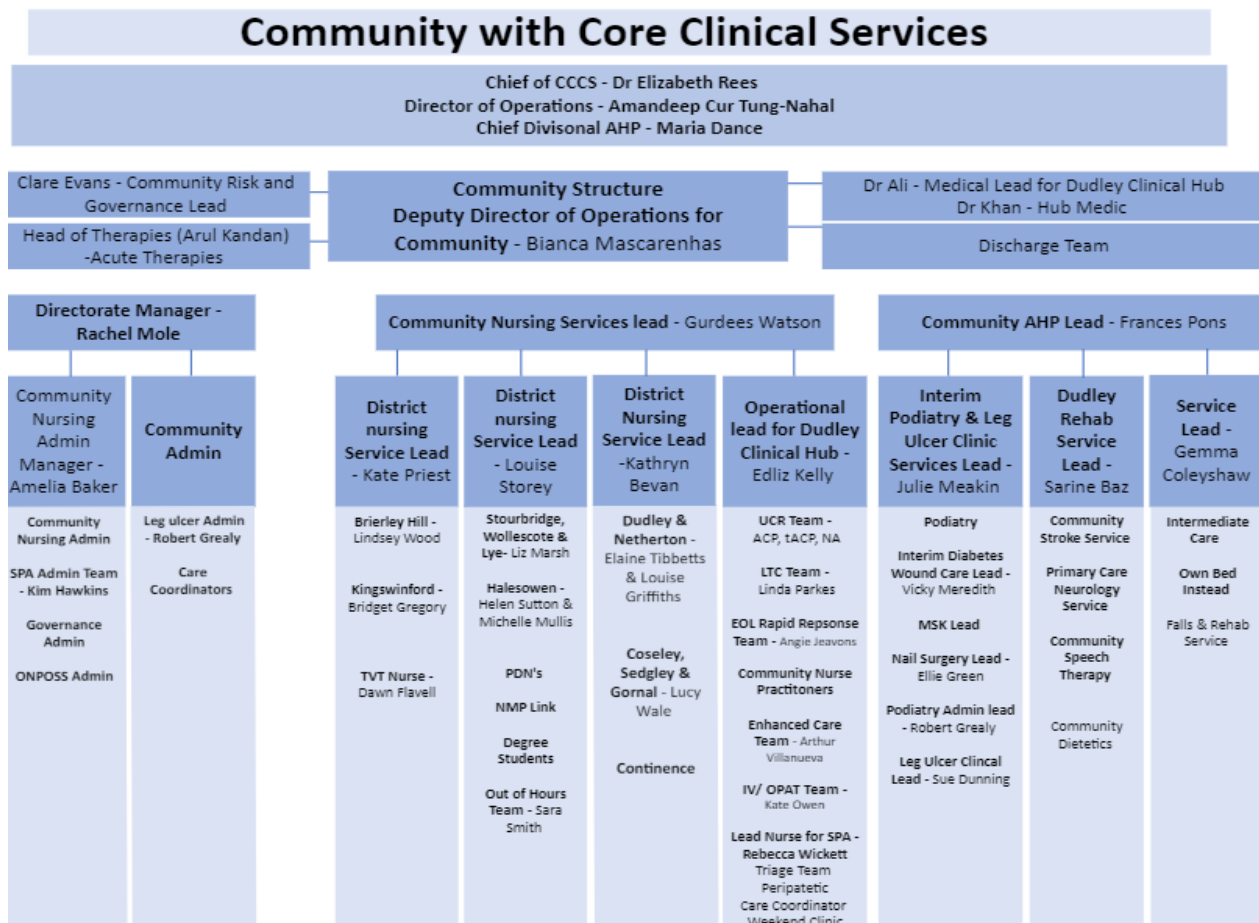 Community with Core Clinical Services
Chief of CCCS - Dr Elizabeth Rees
Director of Operations - Amandeep Cur Tung-Nahal
Chief Divisonal AHP - Maria Dance
Clare Evans - Community Risk and
Governance Lead
Head of Therapies (Arul Kandan)
-Acute Therapies
Community Structure
Deputy Director of Operations for
Community - Bianca Mascarenhas
Dr Ali - Medical Lead for Dudley Clinical Hub
Dr Khan - Hub Medic
Discharge Team
Directorate Manager -
Rachel Mole
Community
Nursing
Admin
Manager -
Amelia Baker
Community
Nursing Admin
SPA Admin Team
- Kim Hawkins
Governance
Admin
ONPOSS Admin
Community
Admin
Leg ulcer Admin
- Robert Grealy
Care
Coordinators
Community Nursing Services lead - Gurdees Watson
District
nursing
Service Lead
- Kate Priest
Brierley Hill -
Lindsey Wood
Kingswinford -
Bridget Gregory
TVT Nurse -
Dawn Flavell
District
nursing
Service Lead
- Louise
Storey
Stourbridge,
Wollescote &
Lye- Liz Marsh
Halesowen -
Helen Sutton &
Michelle Mullis
PDN's
NMP Link
Degree
Students
Out of Hours
Team - Sara
Smith
District
Nursing
Service Lead
-Kathryn
Bevan
Dudley &
Netherton -
Elaine Tibbetts
& Louise
Griffiths
Coseley,
Sedgley &
Gornal - Lucy
Wale
Continence
Operational
lead for Dudley
Clinical Hub -
Edliz Kelly
UCR Team -
ACP, tACP, NA
LTC Team -
Linda Parkes
EOL Rapid Repsonse
Team - Angie Jeavons
Community Nurse
Practitoners
Enhanced Care
Team - Arthur
Villanueva
IV/ OPAT Team -
Kate Owen
Lead Nurse for SPA -
Rebecca Wickett
Triage Team
Peripatetic
Care Coordinator
Weekend Clinic
Community AHP Lead - Frances Pons
Interim
Podiatry & Leg
Ulcer Clinic
Services Lead -
Julie Meakin
Podiatry
Interim Diabetes
Wound Care Lead -
Vicky Meredith
MSK Lead
Nail Surgery Lead -
Ellie Green
Podiatry Admin lead
- Robert Grealy
Leg Ulcer Clincal
Lead - Sue Dunning
Dudley
Rehab
Service
Lead -
Sarine Baz
Community
Stroke Service
Primary Care
Neurology
Service
Community
Speech
Therapy
Community
Dietetics
Service
Lead -
Gemma
Coleyshaw
Intermediate
Care
Own Bed
Instead
Falls & Rehab
Service